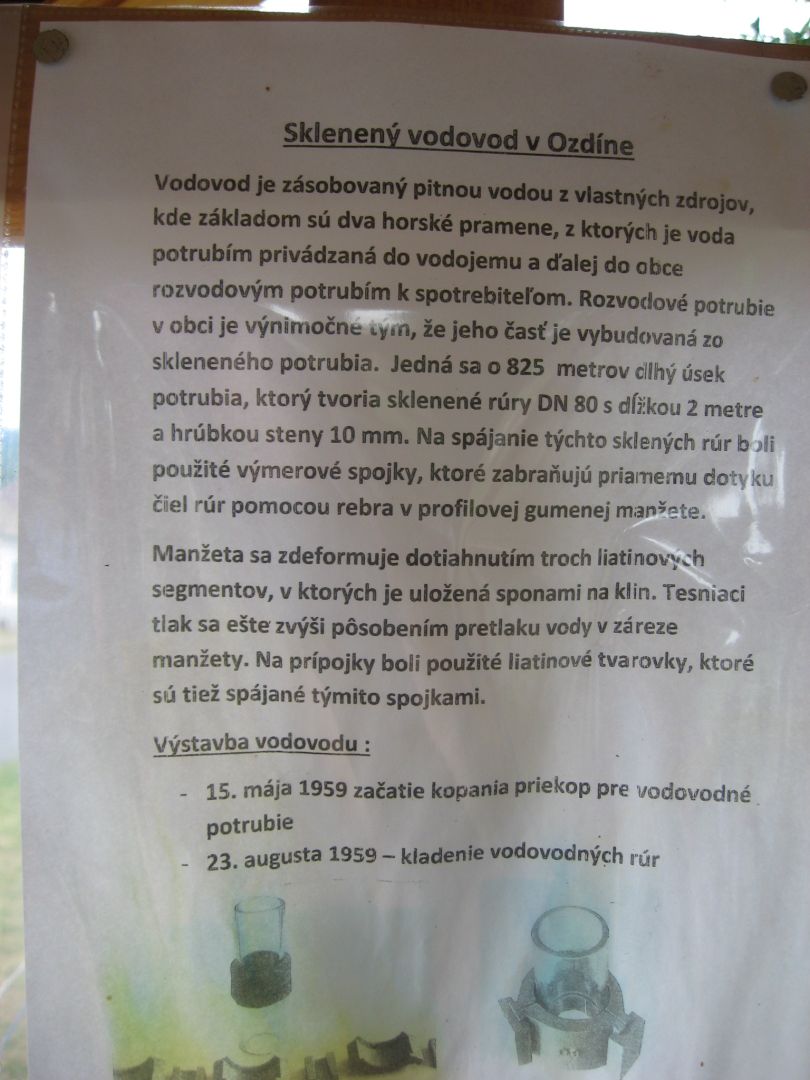 Sklenený vodovod v Ozdíne
Vodovod je zásobovaný pitnou vodou z vlastných zdrojov,
kde základom sú dva horské pramene, z ktorých je voda
potrubím privádzaná do vodojemu a ďalej do obce
rozvodovým potrubím k spotrebiteľom. Rozvodové potrubie
v obci je výnimočné tým, že jeho časť je vybudovaná zo
skleneného potrubia. Jedná sa o 825 metrov dlhý úsek
potrubia, ktorý tvoria sklenené rúry DN 80 s dĺžkou 2 metre
a hrúbkou steny 10 mm. Na spájanie týchto sklených rúr boli
použité výmerové spojky, ktoré zabraňujú priamemu dotyku
čiel rúr pomocou rebra v profilovej gumenej manžete.
Manžeta sa zdeformuje dotiahnutím troch liatinových
segmentov, v ktorých je uložená sponami na klin. Tesniaci
tlak sa ešte zvýši pôsobením pretlaku vody v záreze
manžety. Na prípojky boli použíté liatinové tvarovky, ktoré
sú tiež spájané týmito spojkami.
Výstavba vodovodu :
- 15. mája 1959 začatie kopania priekop pre vodovodné
potrubie
- 23. augusta 1959 – kladenie vodovodných rúr